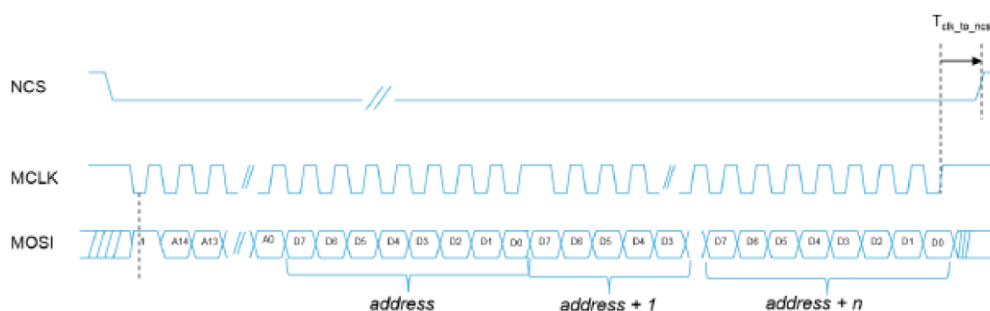 T clk_to_ncs
NCS
MCLK
MOSI
1 A14 A13 A0 D7 D6 D5 D4 D3 D2 D1 D0 D7 D6 D5 D4 D3 D7 D6 D5 D4 D3 D2 D1 D0
address address + 1 address + n